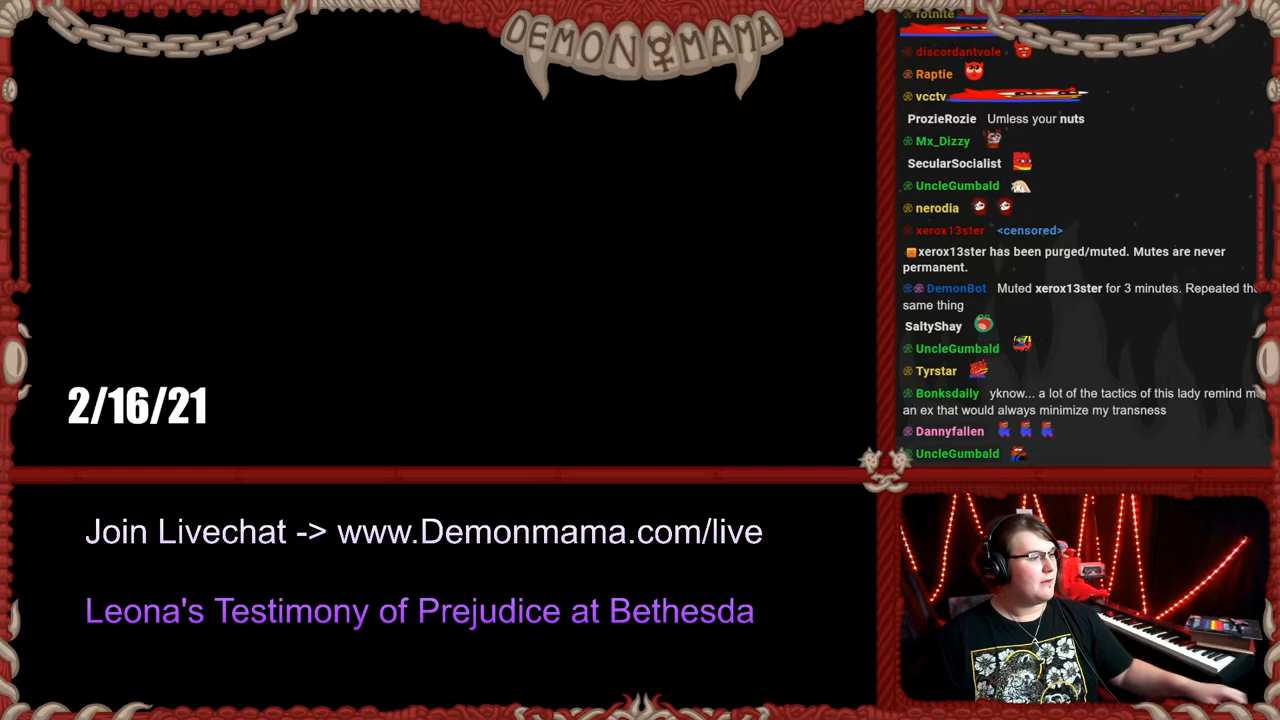 DEMON MAMA
fotnite
discordantvole
Raptie
vcctv
ProzieRozie Umless your nuts
Mx_Dizzy
SecularSocialist
UncleGumbald
nerodia
xerox13ster <censored>
xerox13ster has been purged/muted. Mutes are never
permanent.
DemonBot Muted xerox13ster for 3 minutes. Repeated the
same thing
SaltyShay
UncleGumbald
Tyrstar
Bonksdaily yknow... a lot of the tactics of this lady remind
an ex that would always minimize my transness
Dannyfallen
UncleGumbald
2/16/21
Join Livechat -> www.Demonmama.com/live
Leona's Testimony of Prejudice at Bethesda